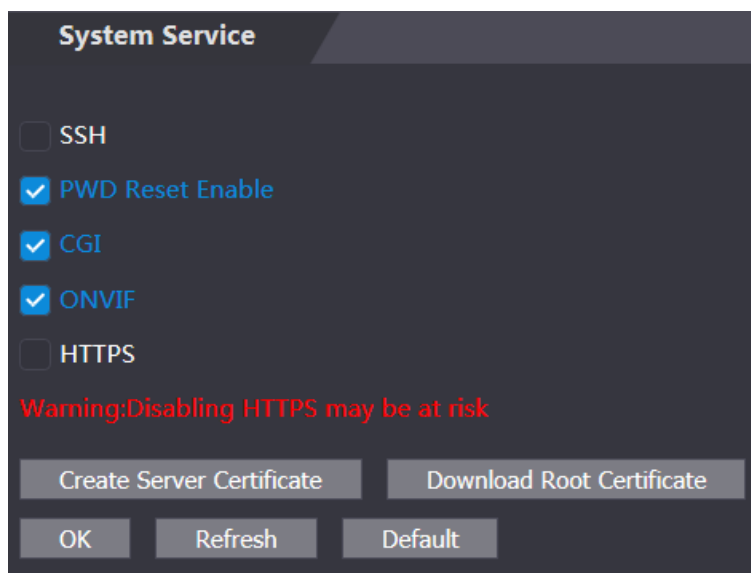 System Service
SSH
PWD Reset Enable
CGI
ONVIF
HTTPS
Warning:Disabling HTTPS may be at risk
Create Server Certificate Download Root Certificate
OK Refresh Default